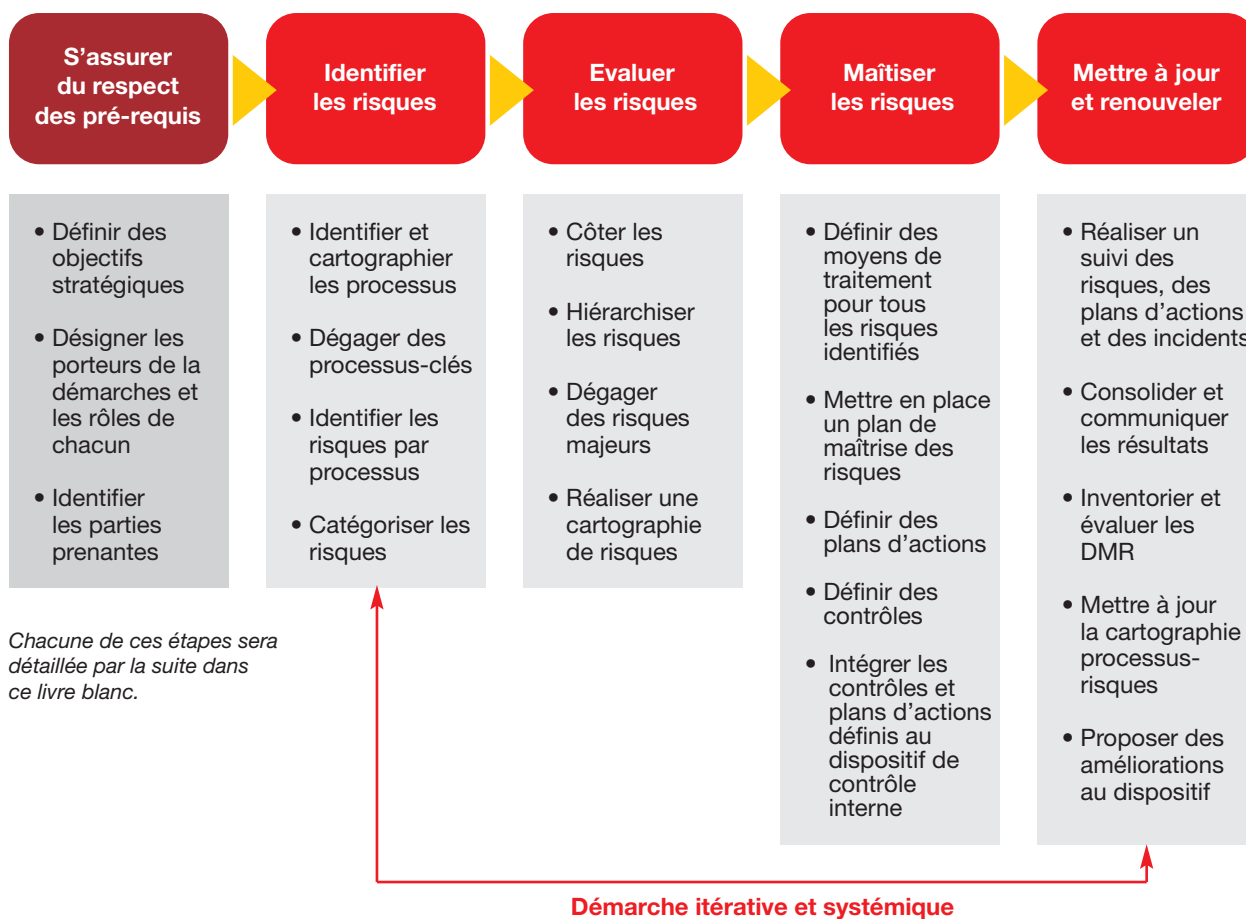 S’assurer
du respect
des pré-requis
Identifier
les risques
Evaluer
les risques
Maîtiser
les risques
Mettre à jour
et renouveler
• Définir des
objectifs
stratégiques
• Désigner les
porteurs de la
démarches et
les rôles de
chacun
• Identifier
les parties
prenantes
• Identifier et
cartographier
les processus
• Dégager des
processus-clés
• Identifier les
risques par
processus
• Catégoriser les
risques
• Côter les
risques
• Hiérarchiser
les risques
• Dégager
des risques
majeurs
• Réaliser une
cartographie
de risques
• Définir des
moyens de
traitement
pour tous
les risques
identifiés
• Mettre en place
un plan de
maîtrise des
risques
• Définir des
plans d’actions
• Définir des
contrôles
• Intégrer les
contrôles et
plans d’actions
définis au
dispositif de
contrôle
interne
• Réaliser un
suivi des
risques, des
plans d’actions
et des incidents
• Consolider et
communiquer
les résultats
• Inventorier et
évaluer les
DMR
• Mettre à jour
la cartographie
processus-
risques
• Proposer des
améliorations
au dispositif
Chacune de ces étapes sera
détaillée par la suite dans
ce livre blanc.
Démarche itérative et systémique